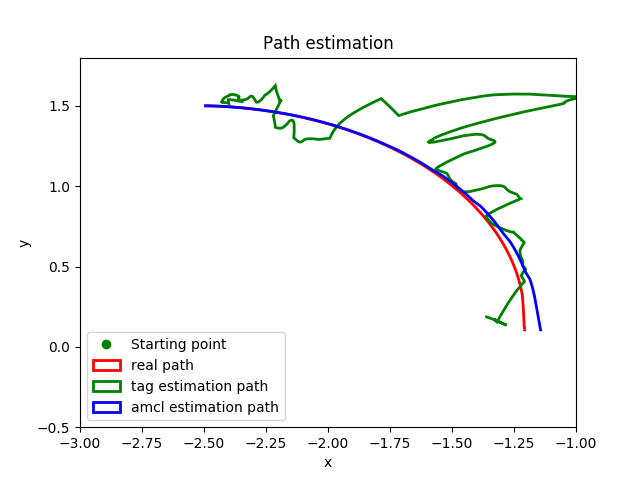 Path estimation
y
1.5
1.0
0.5
0.0
−0.5
Starting point
real path
tag estimation path
amcl estimation path
−3.00 −2.75 −2.50 −2.25 −2.00 −1.75 −1.50 −1.25 −1.00
x